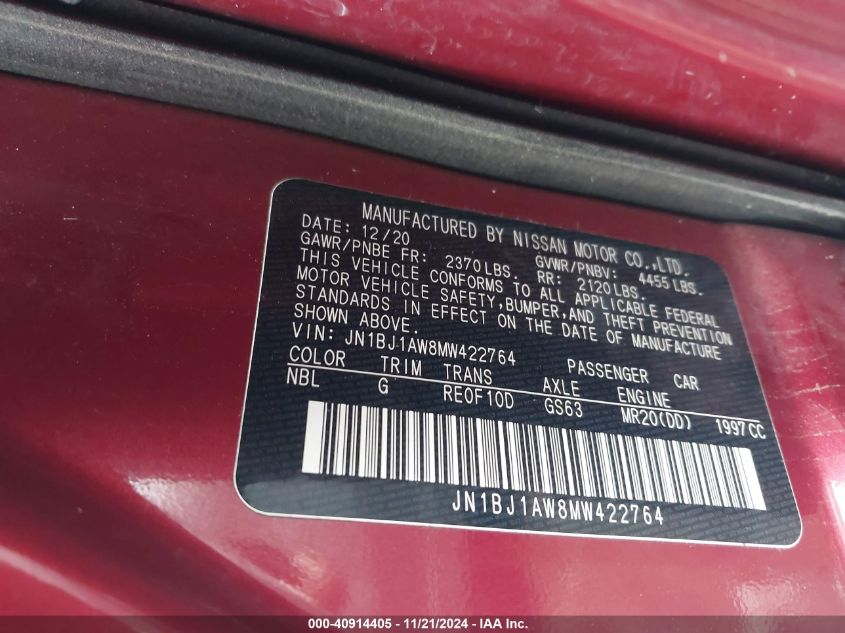 MANUFACTURED BY NISSAN MOTOR CO.,LTD.
DATE: 12/20 GVWR/PNBV: 4455LBS.
GAWR/PNBE FR: 2370LBS. RR: 2120LBS.
THIS VEHICLE CONFORMS TO ALL APPLICABLE FEDERAL
MOTOR VEHICLE SAFETY,BUMPER,AND THEFT PREVENTION
STANDARDS IN EFFECT ON THE DATE OF MANUFACTURE
SHOWN ABOVE.
VIN: JN1BJ1AW8MW422764 PASSENGER CAR
COLOR TRIM TRANS AXLE ENGINE
NBL G RE0F10D GS63 MR20(DD) 1997CC
JN1BJ1AW8MW422764
000-40914405 - 11/21/2024 - IAA Inc.